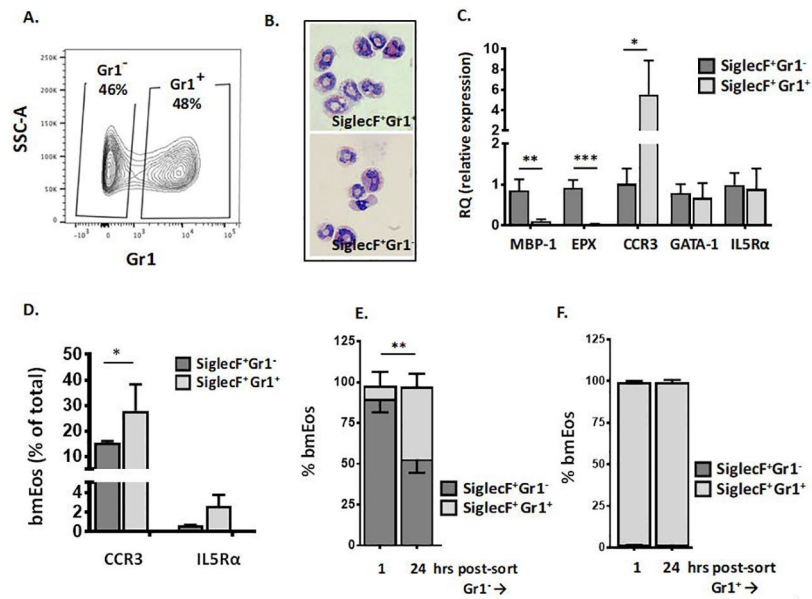 A.
SSC-A
250K
200K
150K
100K
50K
0
Gr1⁻
46%
Gr1⁺
48%
-10³ 0 10³ 10⁴ 10⁵
Gr1
B.
SiglecF⁺Gr1⁺
SiglecF⁺Gr1⁻
C.
RQ (relative expression)
10
8
6
4
2
2
1
0
SiglecF⁺Gr1⁻
SiglecF⁺Gr1⁺
** *** *
MBP-1 EPX CCR3 GATA-1 IL5Rα
D.
bmEos (% of total)
50
40
30
20
10
4
2
0
*
SiglecF⁺Gr1⁻
SiglecF⁺Gr1⁺
CCR3 IL5Rα
E.
% bmEos
125
100
75
50
25
0
**
SiglecF⁺Gr1⁻
SiglecF⁺Gr1⁺
1 24 hrs post-sort
Gr1⁻ →
F.
% bmEos
125
100
75
50
25
0
SiglecF⁺Gr1⁻
SiglecF⁺Gr1⁺
1 24 hrs post-sort
Gr1⁺ →